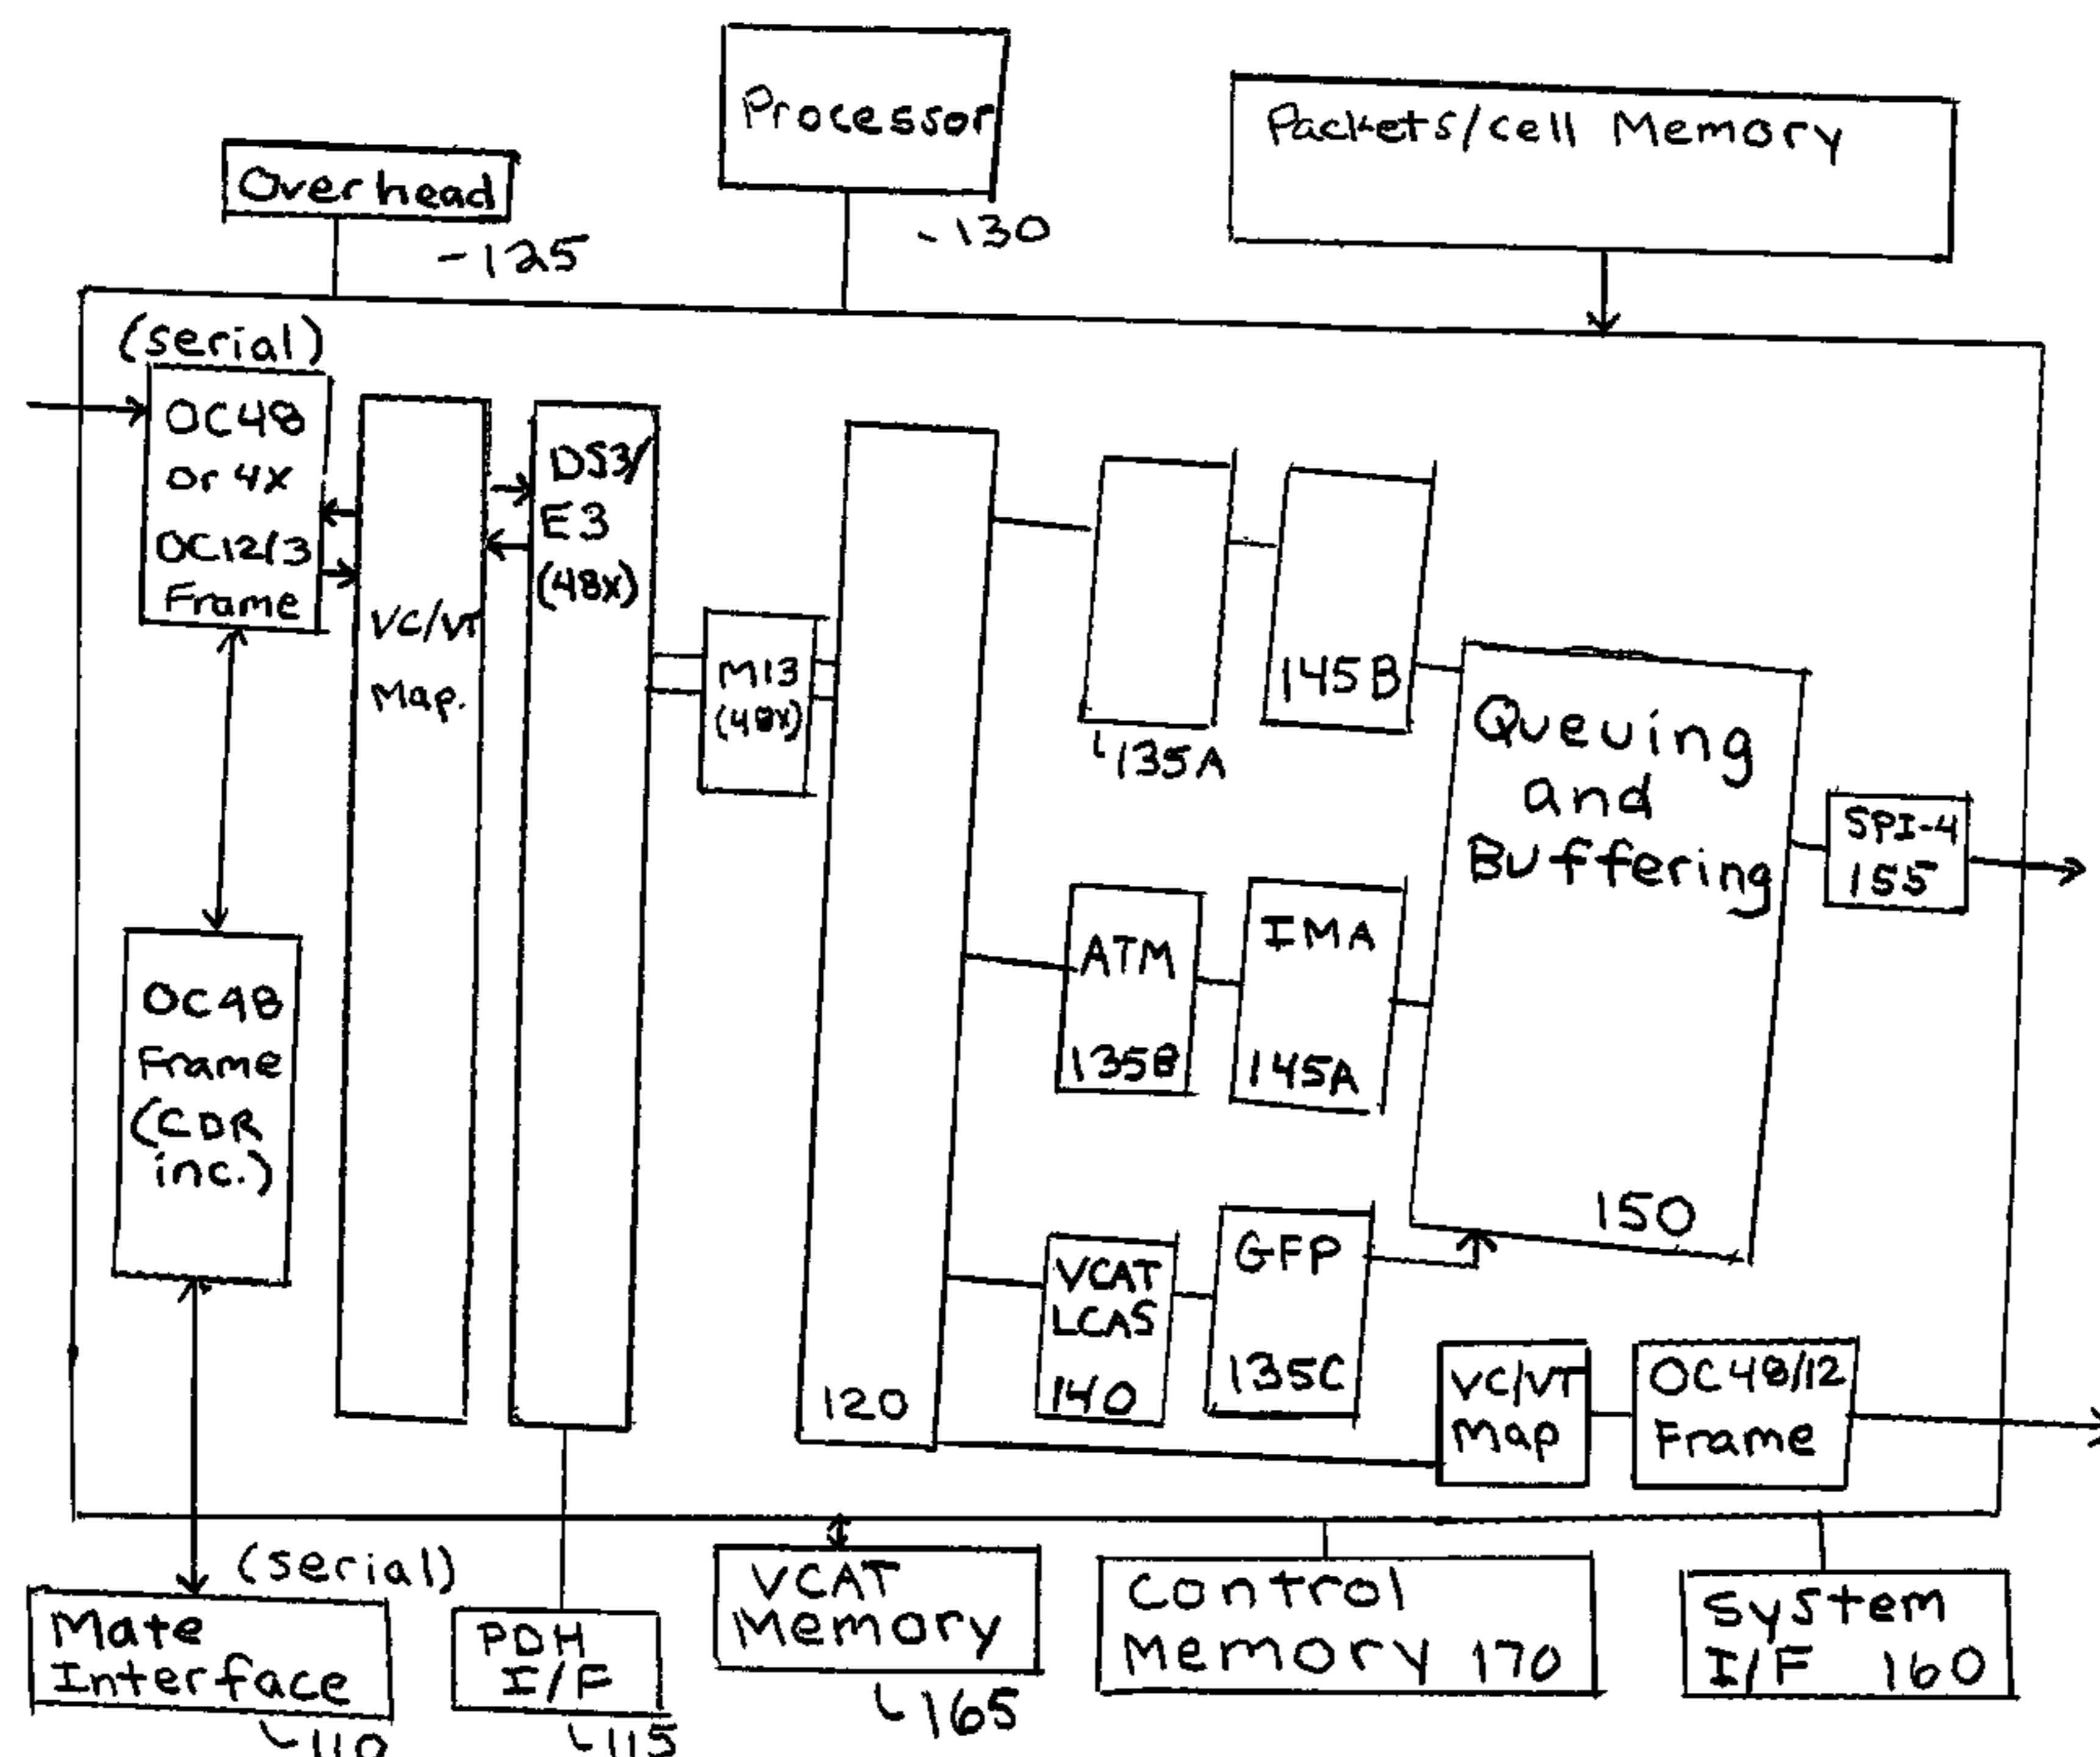 Processor
-130
Packets/cell Memory
Overhead
-125
(serial)
OC48
or 4X
OC12/3
Frame
VC/VT
Map.
DS3/
E3
(48X)
M13
(48X)
120
135A
145B
Queuing
and
Buffering
150
SPI-4
155
ATM
135B
IMA
145A
VCAT
LCAS
140
GFP
135C
OC48
Frame
(CDR
inc.)
VC/VT
Map
OC48/12
Frame
(serial)
Mate
Interface
110
PDH
I/F
115
VCAT
Memory
165
Control
Memory 170
System
I/F 160